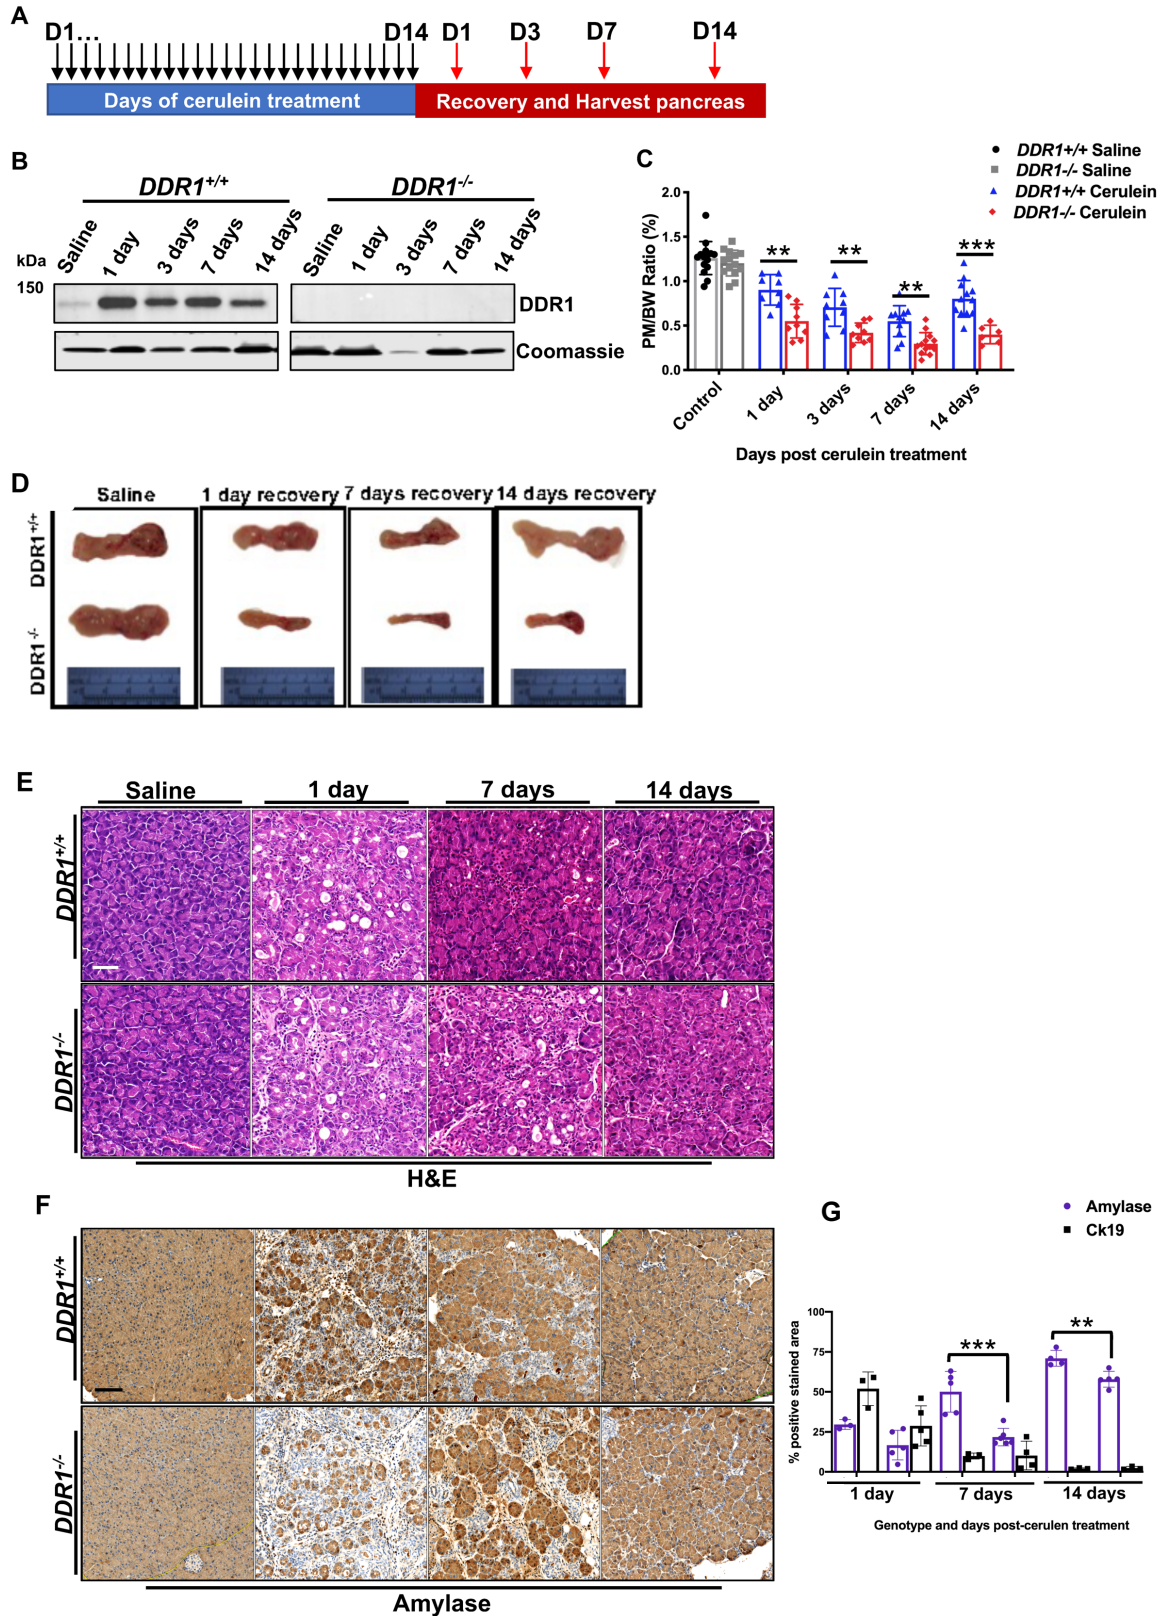 A
D1... D14 D1 D3 D7 D14
Days of cerulein treatment Recovery and Harvest pancreas
B
DDR1+/+ DDR1-/-
Saline 1 day 3 days 7 days 14 days Saline 1 day 3 days 7 days 14 days
kDa
150
DDR1
Coomassie
C
DDR1+/+ Saline
DDR1-/- Saline
DDR1+/+ Cerulein
DDR1-/- Cerulein
PM/BW Ratio (%)
2.0
1.5
1.0
0.5
0.0
** ** ** ***
Control 1 day 3 days 7 days 14 days
Days post cerulein treatment
D
Saline 1 day recovery 7 days recovery 14 days recovery
DDR1+/+
DDR1-/-
E
Saline 1 day 7 days 14 days
DDR1+/+
DDR1-/-
H&E
F
DDR1+/+
DDR1-/-
Amylase
G
Amylase
Ck19
% positive stained area
100
75
50
25
0
*** **
1 day 7 days 14 days
Genotype and days post-cerulen treatment